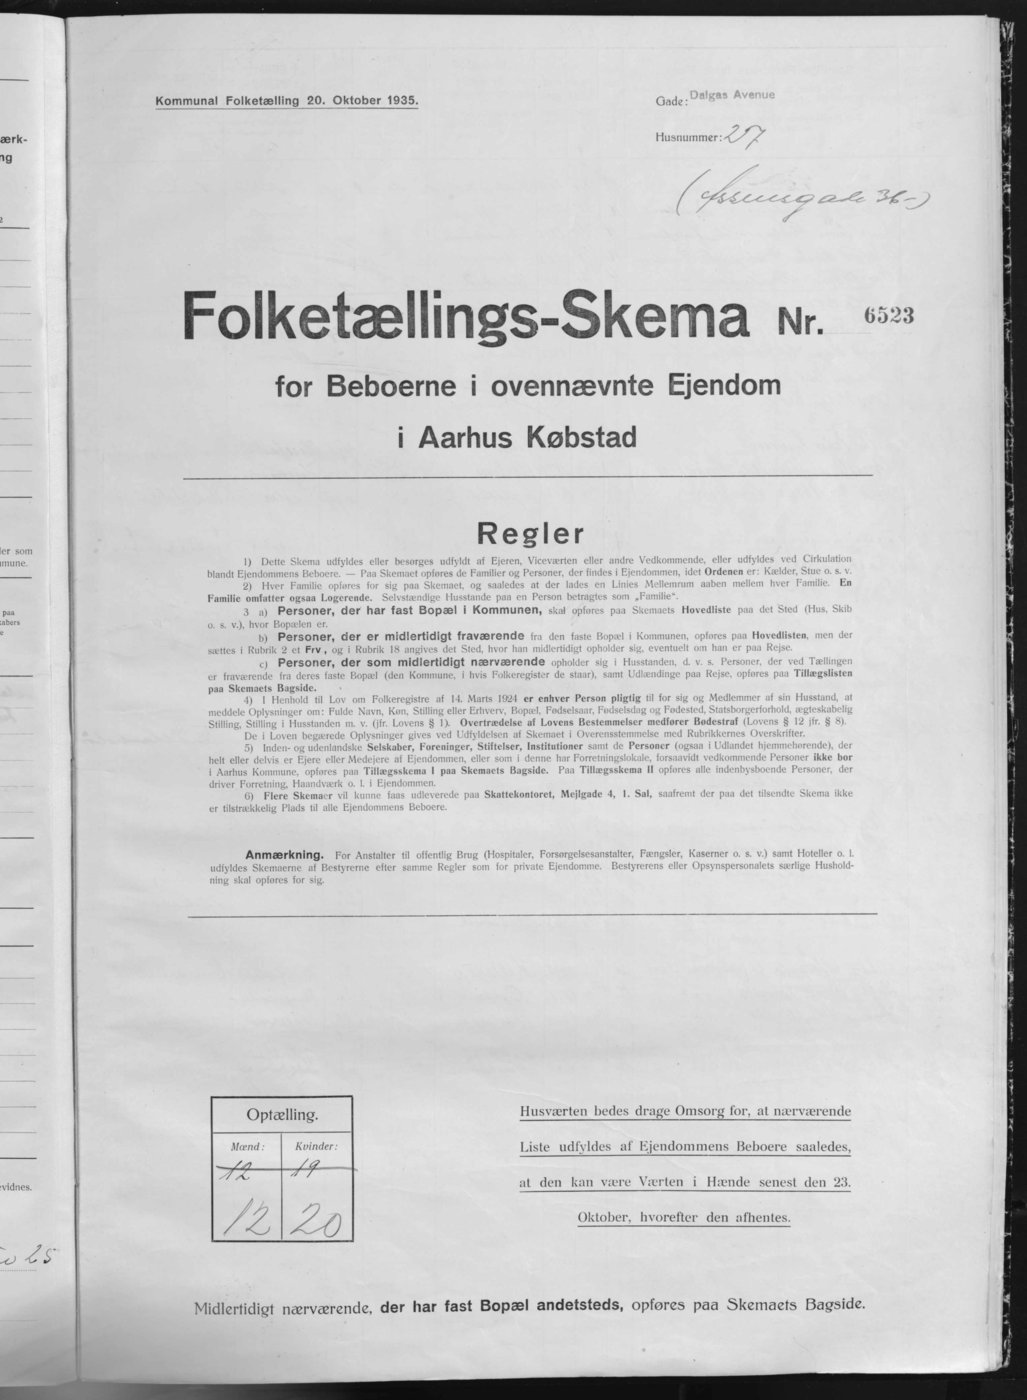 Kommunal Folketælling 20. Oktober 1935.
Gade: Dalgas Avenue
Husnummer: 27
36
Folketællings-Skema Nr. 6523
for Beboerne i ovennævnte Ejendom
i Aarhus Købstad
Regler
1) Dette Skema udfyldes eller besørges udfyldt af Ejeren, Viceværten eller andre Vedkommende, eller udfyldes ved Cirkulation
blandt Ejendommens Beboere. — Paa Skemaet opføres de Familier og Personer, der findes i Ejendommen, idet Ordenen er: Kælder, Stue o. s. v.
2) Hver Familie opføres for sig paa Skemaet, og saaledes at der lades en Linies Mellemrum aaben mellem hver Familie. En
Familie omfatter ogsaa Logerende. Selvstændige Husstande paa en Person betragtes som „Familie“.
3 a) Personer, der har fast Bopæl i Kommunen, skal opføres paa Skemaets Hovedliste paa det Sted (Hus, Skib
o. s. v.), hvor Bopælen er.
b) Personer, der er midlertidigt fraværende fra den faste Bopæl i Kommunen, opføres paa Hovedlisten, men der
sættes i Rubrik 2 et Frv., og i Rubrik 18 angives det Sted, hvor han midlertidigt opholder sig, eventuelt om han er paa Rejse.
c) Personer, der som midlertidigt nærværende opholder sig i Husstanden, d. v. s. Personer, der ved Tællingen
er fraværende fra deres faste Bopæl (den Kommune, i hvis Folkeregister de staar), samt Udlændinge paa Rejse, opføres paa Tillægslisten
paa Skemaets Bagside.
4) I Henhold til Lov om Folkeregistre af 14. Marts 1924 er enhver Person pligtig til for sig og Medlemmer af sin Husstand, at
meddele Oplysninger om: Fulde Navn, Køn, Stilling eller Erhverv, Bopæl, Fødselsaar, Fødselsdag og Fødested, Statsborgerforhold, ægteskabelig
Stilling, Stilling i Husstanden m. v. (jfr. Lovens § 1). Overtrædelse af Lovens Bestemmelser medfører Bødestraf (Lovens § 12 jfr. § 8).
De i Loven begærede Oplysninger gives ved Udfyldelsen af Skemaet i Overensstemmelse med Rubrikkernes Overskrifter.
5) Inden- og udenlandske Selskaber, Foreninger, Stiftelser, Institutioner samt de Personer (ogsaa i Udlandet hjemmehørende), der
helt eller delvis er Ejere eller Medejere af Ejendommen, eller som i denne har Forretningslokale, forsaavidt vedkommende Personer ikke bor
i Aarhus Kommune, opføres paa Tillægsskema I paa Skemaets Bagside. Paa Tillægsskema II opføres alle indenbysboende Personer, der
driver Forretning, Haandværk o. l. i Ejendommen.
6) Flere Skemaer vil kunne faas udleverede paa Skattekontoret, Mejlgade 4, 1. Sal, saafremt der paa det tilsendte Skema ikke
er tilstrækkelig Plads til alle Ejendommens Beboere.
Anmærkning. For Anstalter til offentlig Brug (Hospitaler, Forsørgelsesanstalter, Fængsler, Kaserner o. s. v.) samt Hoteller o. l.
udfyldes Skemaerne af Bestyrerne efter samme Regler som for private Ejendomme. Bestyrerens eller Opsynspersonalets særlige Hushold-
ning skal opføres for sig.
Optælling.
Mænd: Kvinder:
12 19
12 20
Husværten bedes drage Omsorg for, at nærværende
Liste udfyldes af Ejendommens Beboere saaledes,
at den kan være Værten i Hænde senest den 23.
Oktober, hvorefter den afhentes.
Midlertidigt nærværende, der har fast Bopæl andetsteds, opføres paa Skemaets Bagside.
ærk-
ng
2
ler som
mmune.
paa
kabers
e
evidnes.
25